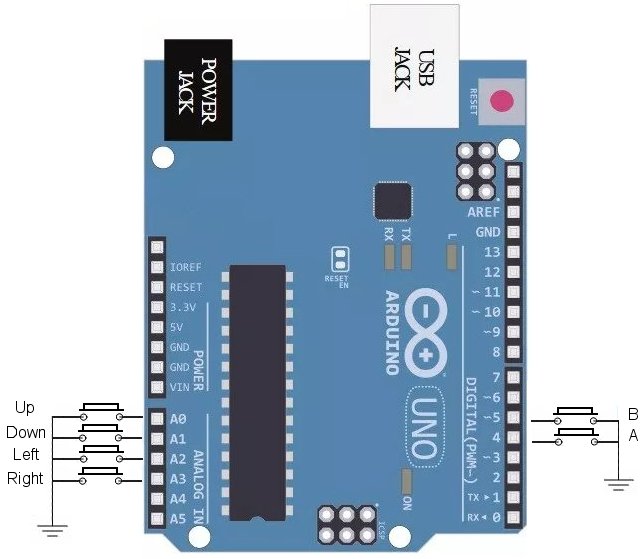 POWER
JACK
USB
JACK
RESET
AREF
GND
13
12
~ 11
~ 10
~9
8
7
~6
~5
4
~3
2
TX ► 1
RX ◄ 0
RX
TX
L
RESET
EN
ARDUINO
UNO
DIGITAL (PWM~)
ON
ICSP
IOREF
RESET
3.3V
5V
GND
GND
VIN
POWER
A0
A1
A2
A3
A4
A5
ANALOG IN
Up
Down
Left
Right
B
A